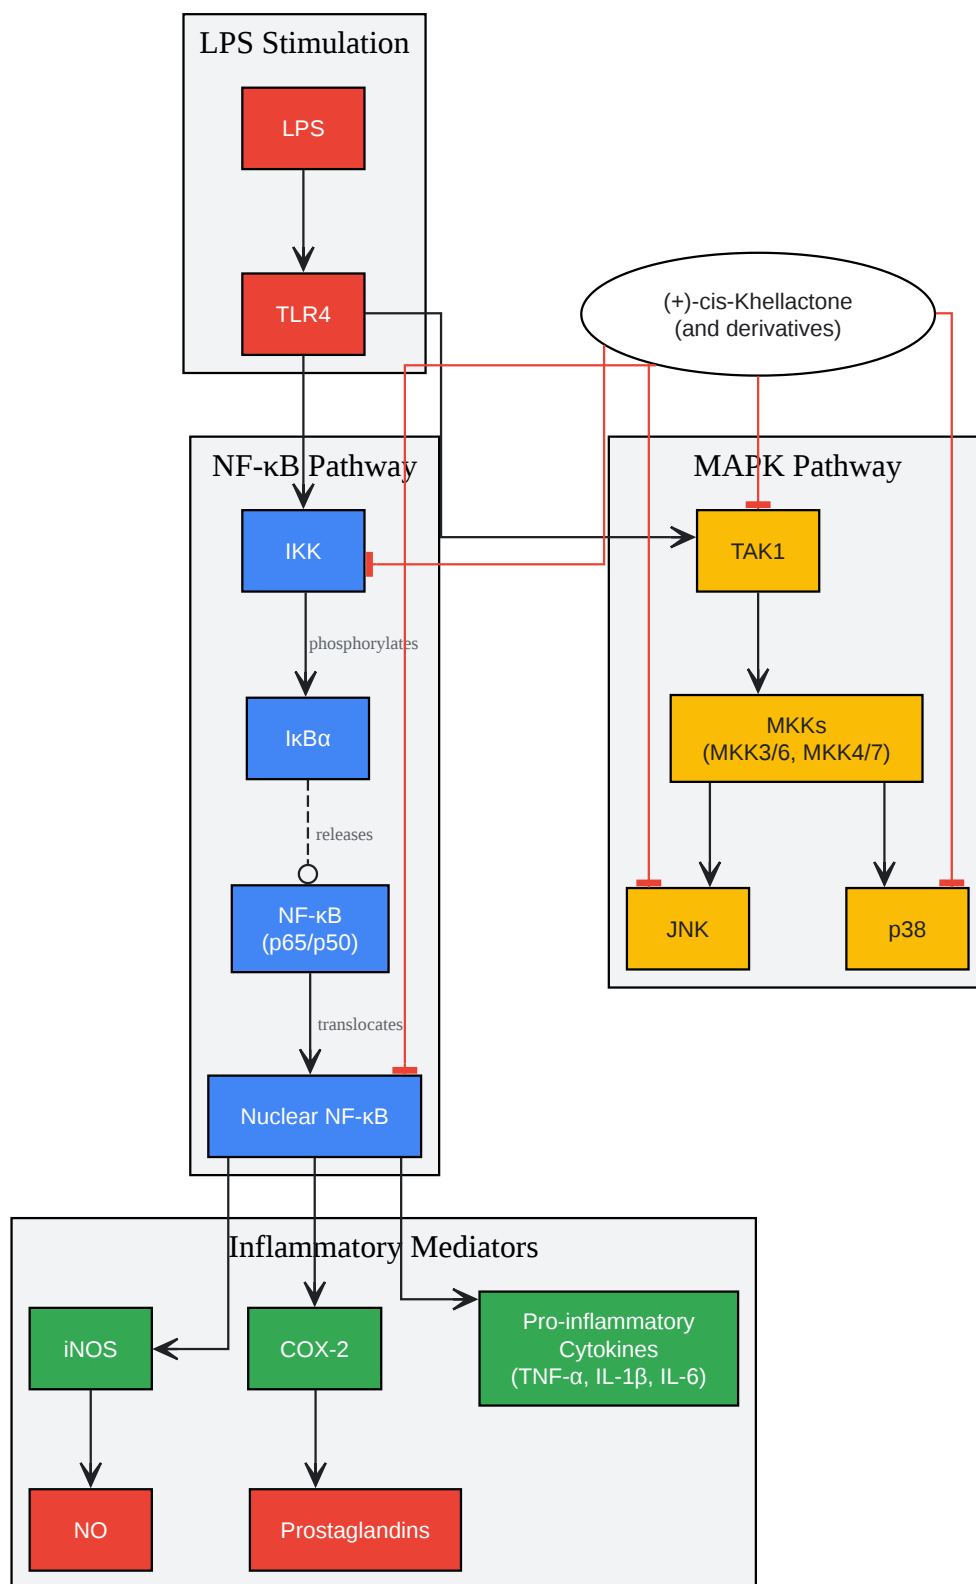 LPS Stimulation
LPS
TLR4
(+)-cis-Khellactone
(and derivatives)
NF-κB Pathway
MAPK Pathway
IKK
TAK1
phosphorylates
IκBα
MKKs
(MKK3/6, MKK4/7)
releases
NF-κB
(p65/p50)
JNK
p38
translocates
Nuclear NF-κB
Inflammatory Mediators
iNOS
COX-2
Pro-inflammatory
Cytokines
(TNF-α, IL-1β, IL-6)
NO
Prostaglandins